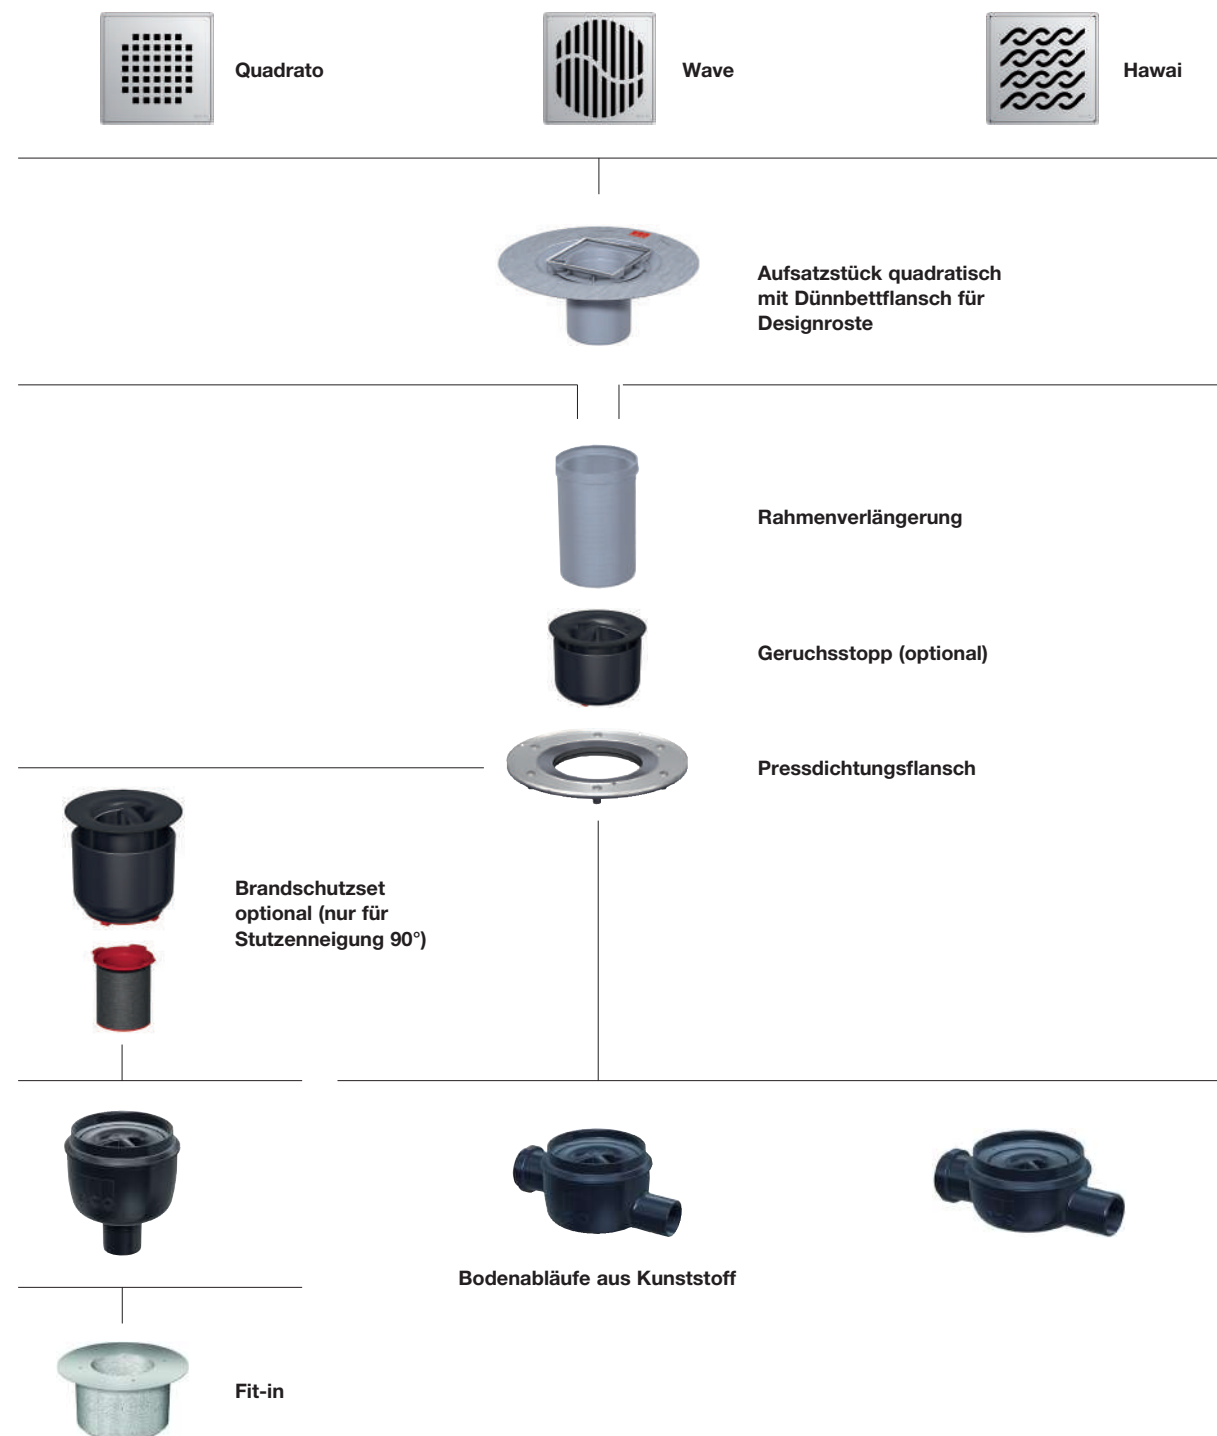 Quadrato
Wave
Hawai
Aufsatzstück quadratisch
mit Dünnbettflansch für
Designroste
Rahmenverlängerung
Geruchsstopp (optional)
Pressdichtungsflansch
Brandschutzset
optional (nur für
Stutzenneigung 90°)
Bodenabläufe aus Kunststoff
Fit-in